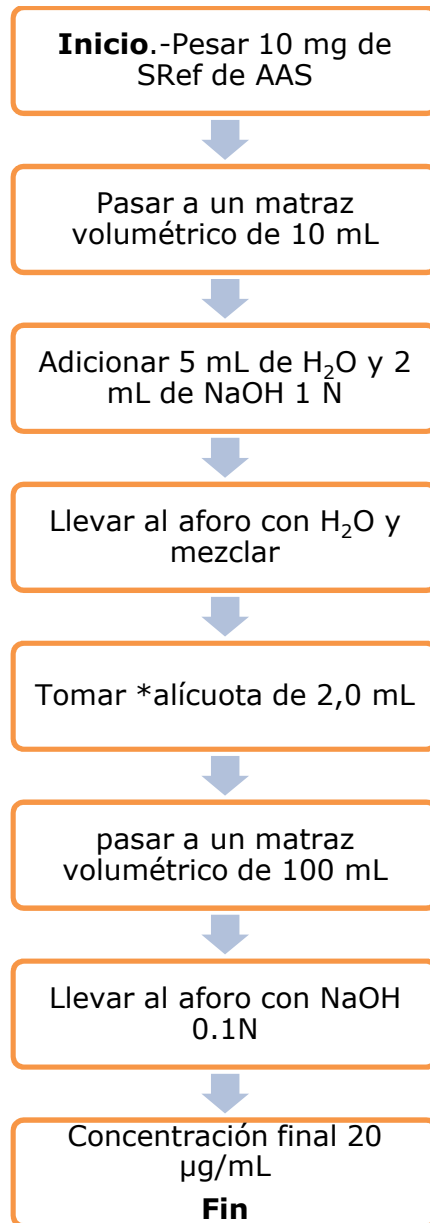 Inicio.-Pesar 10 mg de
SRef de AAS
Pasar a un matraz
volumétrico de 10 mL
Adicionar 5 mL de H₂O y 2
mL de NaOH 1 N
Llevar al aforo con H₂O y
mezclar
Tomar *alícuota de 2,0 mL
pasar a un matraz
volumétrico de 100 mL
Llevar al aforo con NaOH
0.1N
Concentración final 20
µg/mL
Fin